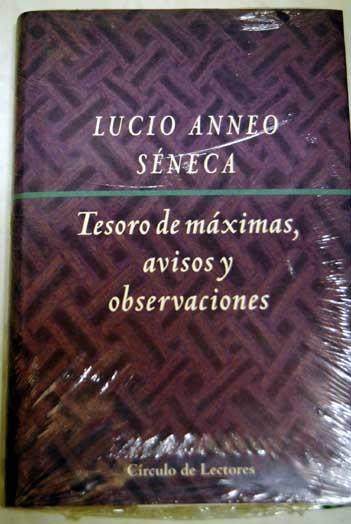 LUCIO ANNEO
SÉNECA
Tesoro de máximas,
avisos y
observaciones
Círculo de Lectores